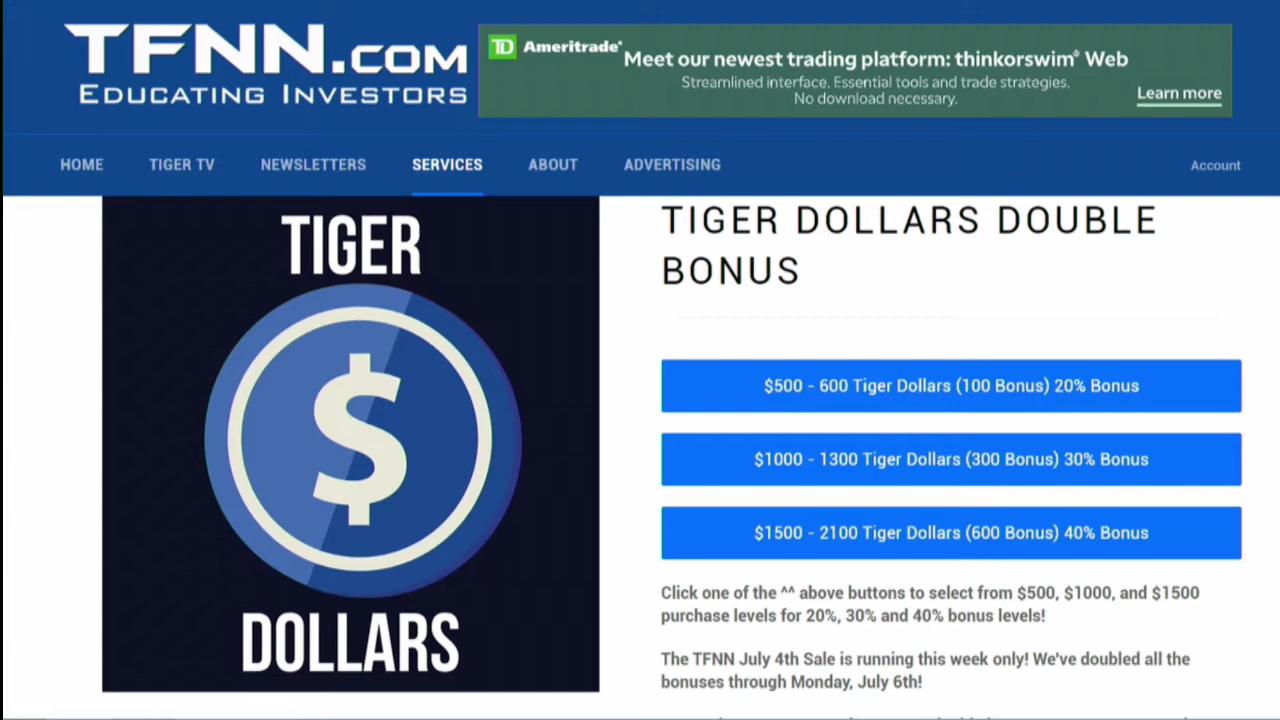 TFNN.COM
EDUCATING INVESTORS
TD Ameritrade®
Meet our newest trading platform: thinkorswim® Web
Streamlined interface. Essential tools and trade strategies.
No download necessary.
Learn more
HOME TIGER TV NEWSLETTERS SERVICES ABOUT ADVERTISING Account
TIGER
$
DOLLARS
TIGER DOLLARS DOUBLE
BONUS
$500 - 600 Tiger Dollars (100 Bonus) 20% Bonus
$1000 - 1300 Tiger Dollars (300 Bonus) 30% Bonus
$1500 - 2100 Tiger Dollars (600 Bonus) 40% Bonus
Click one of the ^^ above buttons to select from $500, $1000, and $1500
purchase levels for 20%, 30% and 40% bonus levels!
The TFNN July 4th Sale is running this week only! We've doubled all the
bonuses through Monday, July 6th!